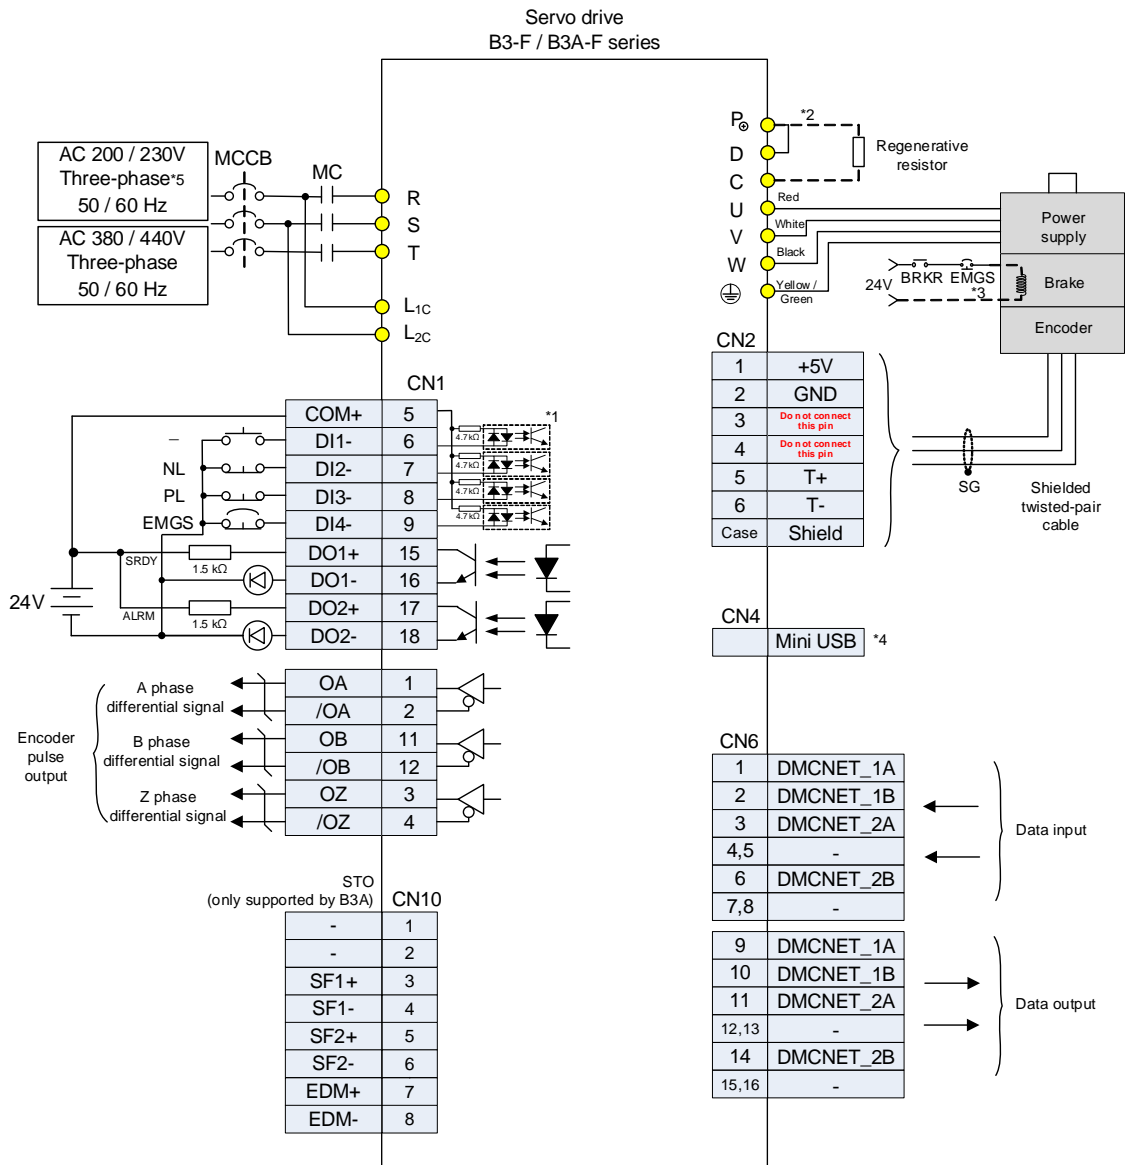 Servo drive
B3-F / B3A-F series
AC 200 / 230V
Three-phase*5
50 / 60 Hz
AC 380 / 440V
Three-phase
50 / 60 Hz
MCCB
MC
R
S
T
L1C
L2C
P⊕
D
C
U
V
W
*2
Regenerative
resistor
Red
White
Black
Yellow /
Green
24V
BRKR
EMGS
*3
Power
supply
Brake
Encoder
CN1
COM+ 5
DI1- 6
DI2- 7
DI3- 8
DI4- 9
DO1+ 15
DO1- 16
DO2+ 17
DO2- 18
–
NL
PL
EMGS
SRDY
1.5 kΩ
ALRM
1.5 kΩ
24V
*1
4.7kΩ
4.7kΩ
4.7kΩ
4.7kΩ
OA 1
/OA 2
OB 11
/OB 12
OZ 3
/OZ 4
Encoder
pulse
output
A phase
differential signal
B phase
differential signal
Z phase
differential signal
STO
(only supported by B3A)
CN10
- 1
- 2
SF1+ 3
SF1- 4
SF2+ 5
SF2- 6
EDM+ 7
EDM- 8
CN2
1 +5V
2 GND
3 Do not connect
this pin
4 Do not connect
this pin
5 T+
6 T-
Case Shield
SG
Shielded
twisted-pair
cable
CN4
Mini USB *4
CN6
1 DMCNET_1A
2 DMCNET_1B
3 DMCNET_2A
4,5 -
6 DMCNET_2B
7,8 -
Data input
9 DMCNET_1A
10 DMCNET_1B
11 DMCNET_2A
12,13 -
14 DMCNET_2B
15,16 -
Data output